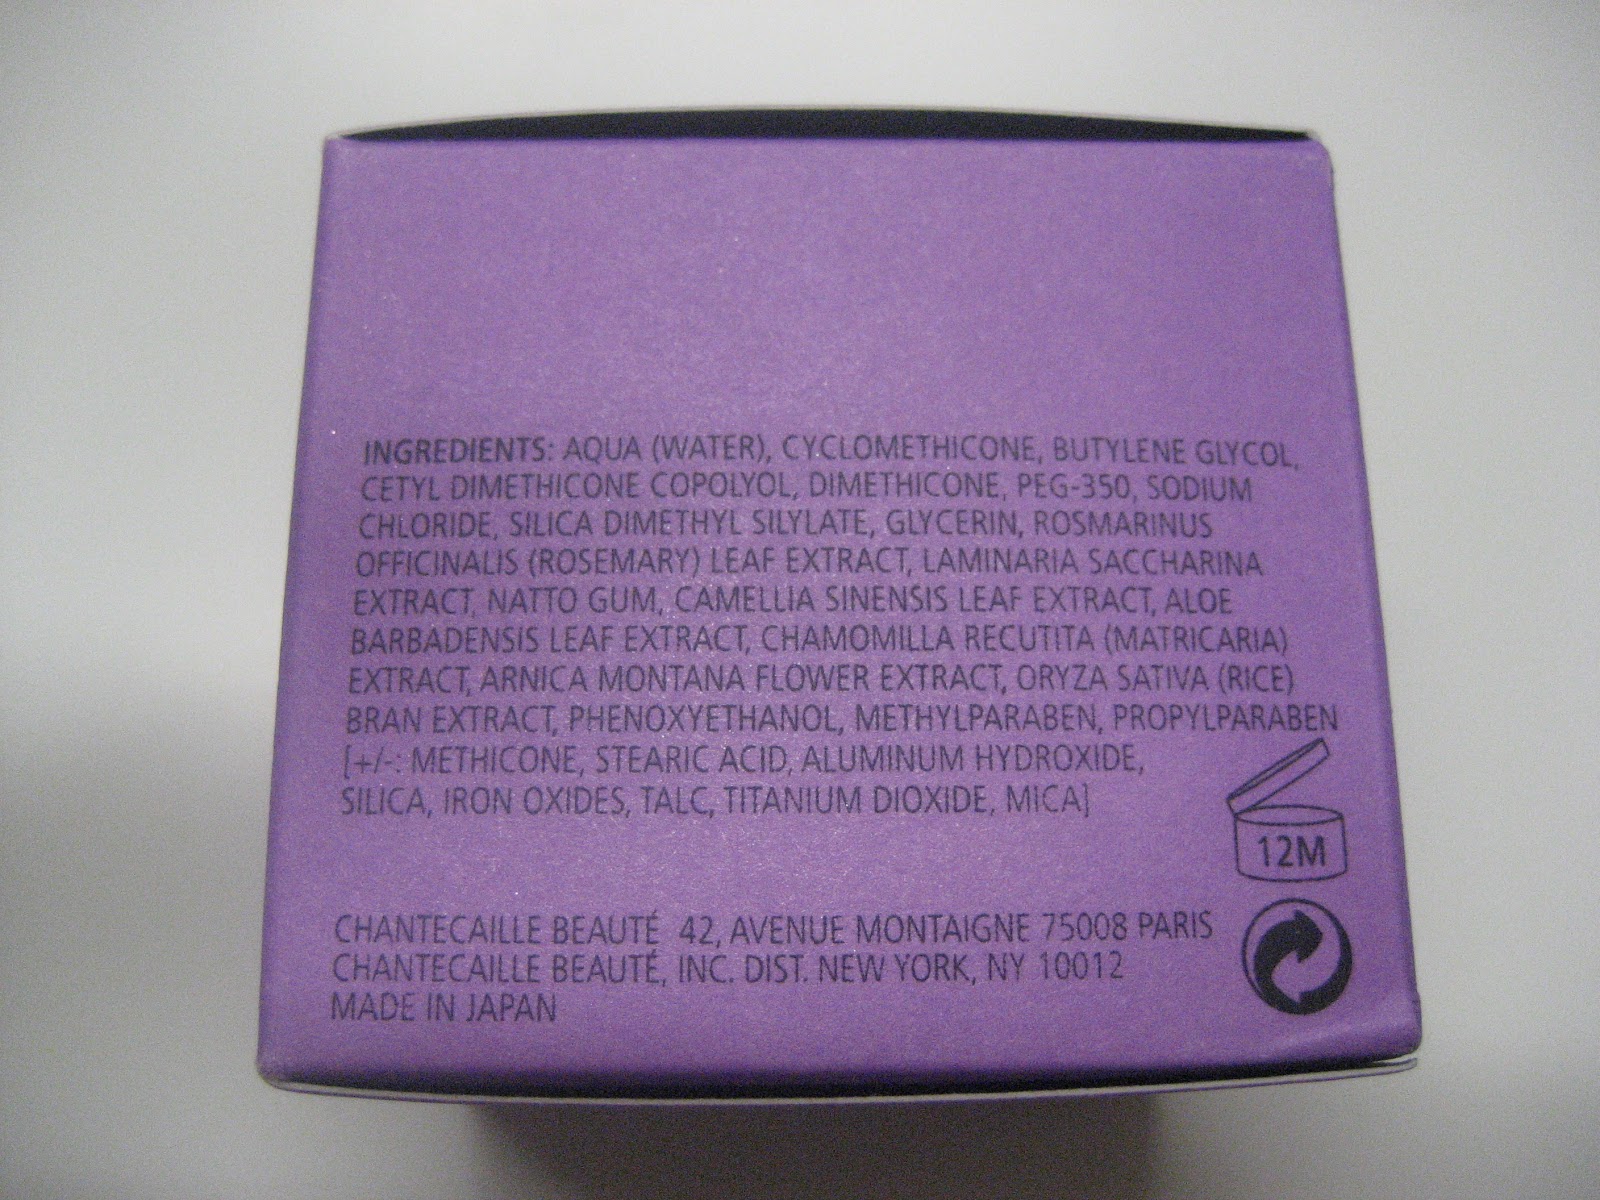 INGREDIENTS: AQUA (WATER), CYCLOMETHICONE, BUTYLENE GLYCOL,
CETYL DIMETHICONE COPOLYOL, DIMETHICONE, PEG-350, SODIUM
CHLORIDE, SILICA DIMETHYL SILYLATE, GLYCERIN, ROSMARINUS
OFFICINALIS (ROSEMARY) LEAF EXTRACT, LAMINARIA SACCHARINA
EXTRACT, NATTO GUM, CAMELLIA SINENSIS LEAF EXTRACT, ALOE
BARBADENSIS LEAF EXTRACT, CHAMOMILLA RECUTITA (MATRICARIA)
EXTRACT, ARNICA MONTANA FLOWER EXTRACT, ORYZA SATIVA (RICE)
BRAN EXTRACT, PHENOXYETHANOL, METHYLPARABEN, PROPYLPARABEN
[+/-: METHICONE, STEARIC ACID, ALUMINUM HYDROXIDE,
SILICA, IRON OXIDES, TALC, TITANIUM DIOXIDE, MICA]
12M
CHANTECAILLE BEAUTÉ 42, AVENUE MONTAIGNE 75008 PARIS
CHANTECAILLE BEAUTÉ, INC. DIST. NEW YORK, NY 10012
MADE IN JAPAN